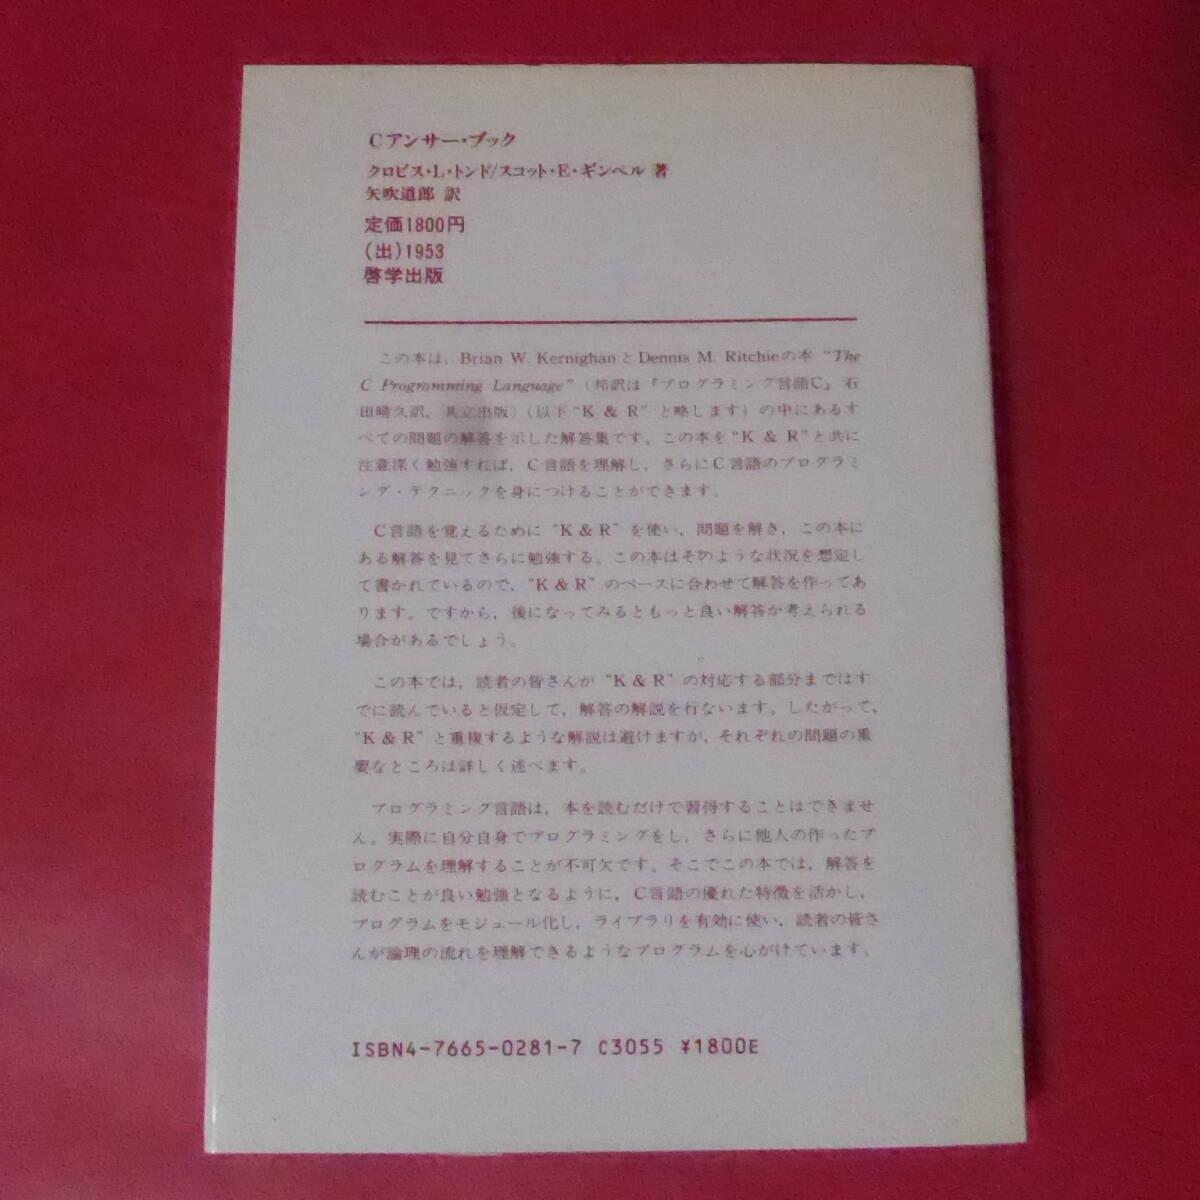 Cアンサー・ブック
クロビス・L・トンド/スコット・E・ギンペル 著
矢吹道郎 訳
定価1800円
(出)1953
啓学出版
この本は，Brian W. KernighanとDennis M. Ritchieの本 “The
C Programming Language”（邦訳は『プログラミング言語C』石
田晴久訳，共立出版）（以下“K & R”と略します）の中にあるす
べての問題の解答を示した解答集です。この本を“K & R”と共に
注意深く勉強すれば，C言語を理解し，さらにC言語のプログラミ
ング・テクニックを身につけることができます。
C言語を覚えるために“K & R”を使い，問題を解き，この本に
ある解答を見てさらに勉強する。この本はそのような状況を想定し
て書かれているので，“K & R”のペースに合わせて解答を作ってあ
ります。ですから，後になってみるともっと良い解答が考えられる
場合があるでしょう。
この本では，読者の皆さんが“K & R”の対応する部分まではす
でに読んでいると仮定して，解答の解説を行ないます。したがって，
“K & R”と重複するような解説は避けますが，それぞれの問題の重
要なところは詳しく述べます。
プログラミング言語は，本を読むだけで習得することはできませ
ん。実際に自分自身でプログラミングをし，さらに他人の作ったプ
ログラムを理解することが不可欠です。そこでこの本では，解答を
読むことが良い勉強となるように，C言語の優れた特徴を活かし，
プログラムをモジュール化し，ライブラリを有効に使い，読者の皆さ
んが論理の流れを理解できるようなプログラムを心がけています。
ISBN4-7665-0281-7 C3055 ¥1800E